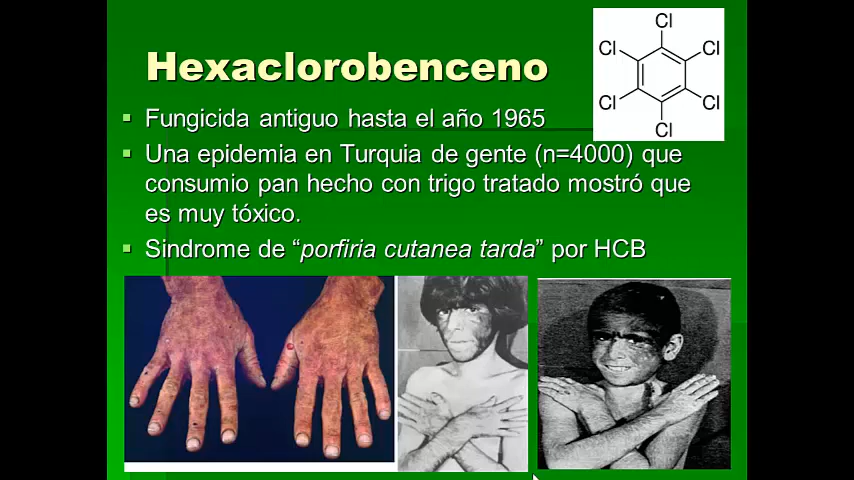 Hexaclorobenceno
Cl
Cl
Cl
Cl
Cl
Cl
Fungicida antiguo hasta el año 1965
Una epidemia en Turquia de gente (n=4000) que
consumio pan hecho con trigo tratado mostró que
es muy tóxico.
Sindrome de “porfiria cutanea tarda” por HCB